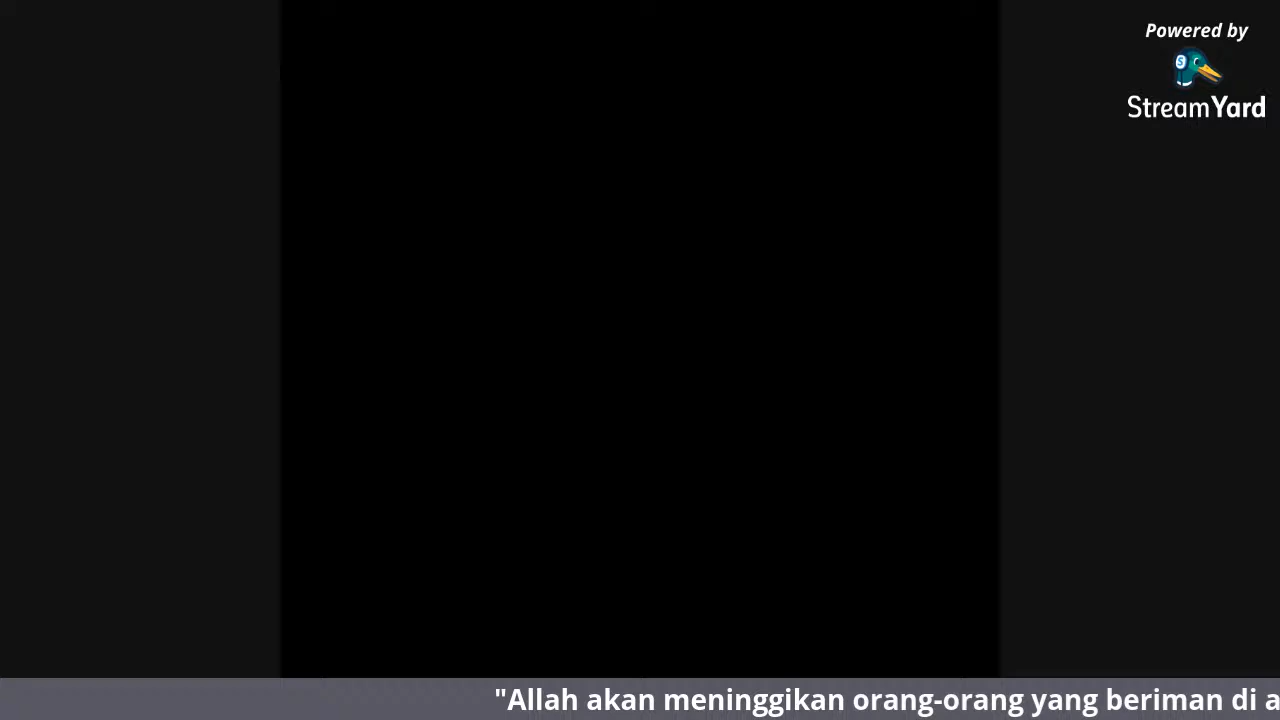 Powered by
StreamYard
"Allah akan meninggikan orang-orang yang beriman di a